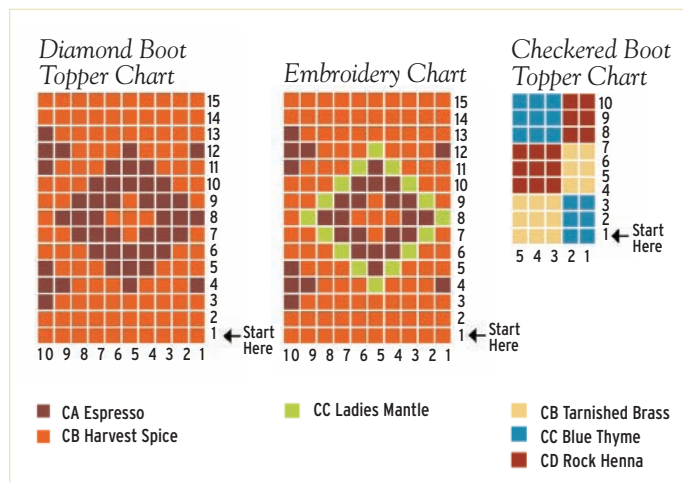 Diamond Boot
Topper Chart
15
14
13
12
11
10
9
8
7
6
5
4
3
2
1
Start
Here
10 9 8 7 6 5 4 3 2 1
CA Espresso
CB Harvest Spice
Embroidery Chart
15
14
13
12
11
10
9
8
7
6
5
4
3
2
1
Start
Here
10 9 8 7 6 5 4 3 2 1
CC Ladies Mantle
Checkered Boot
Topper Chart
10
9
8
7
6
5
4
3
2
1
Start
Here
5 4 3 2 1
CB Tarnished Brass
CC Blue Thyme
CD Rock Henna